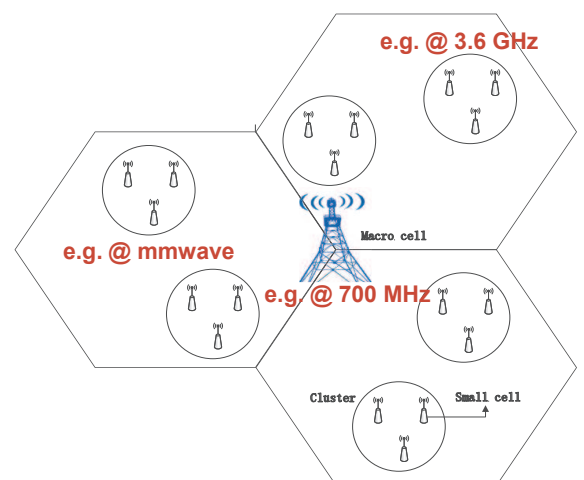 e.g. @ 3.6 GHz
Macro cell
e.g. @ mmwave
e.g. @ 700 MHz
Cluster
Small cell